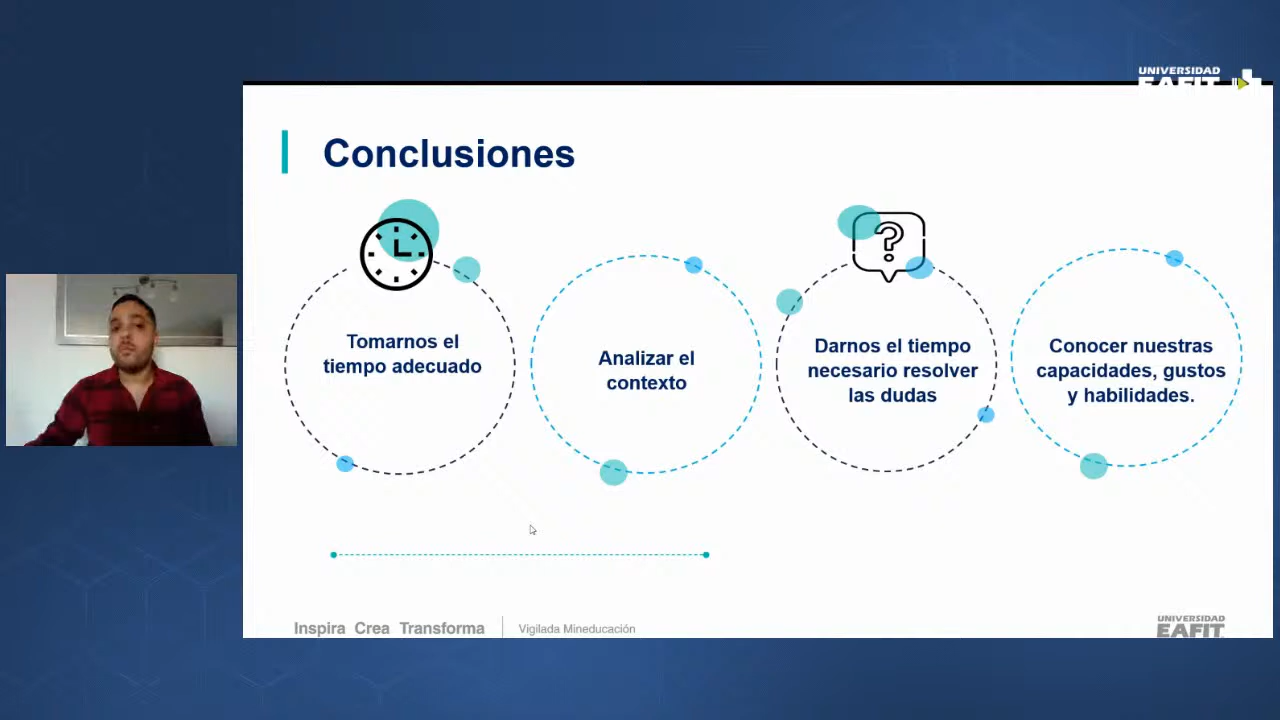 UNIVERSIDAD
EAFIT
Conclusiones
Tomarnos el
tiempo adecuado
Analizar el
contexto
Darnos el tiempo
necesario resolver
las dudas
Conocer nuestras
capacidades, gustos
y habilidades.
Inspira Crea Transforma
Vigilada Mineducación
UNIVERSIDAD
EAFIT